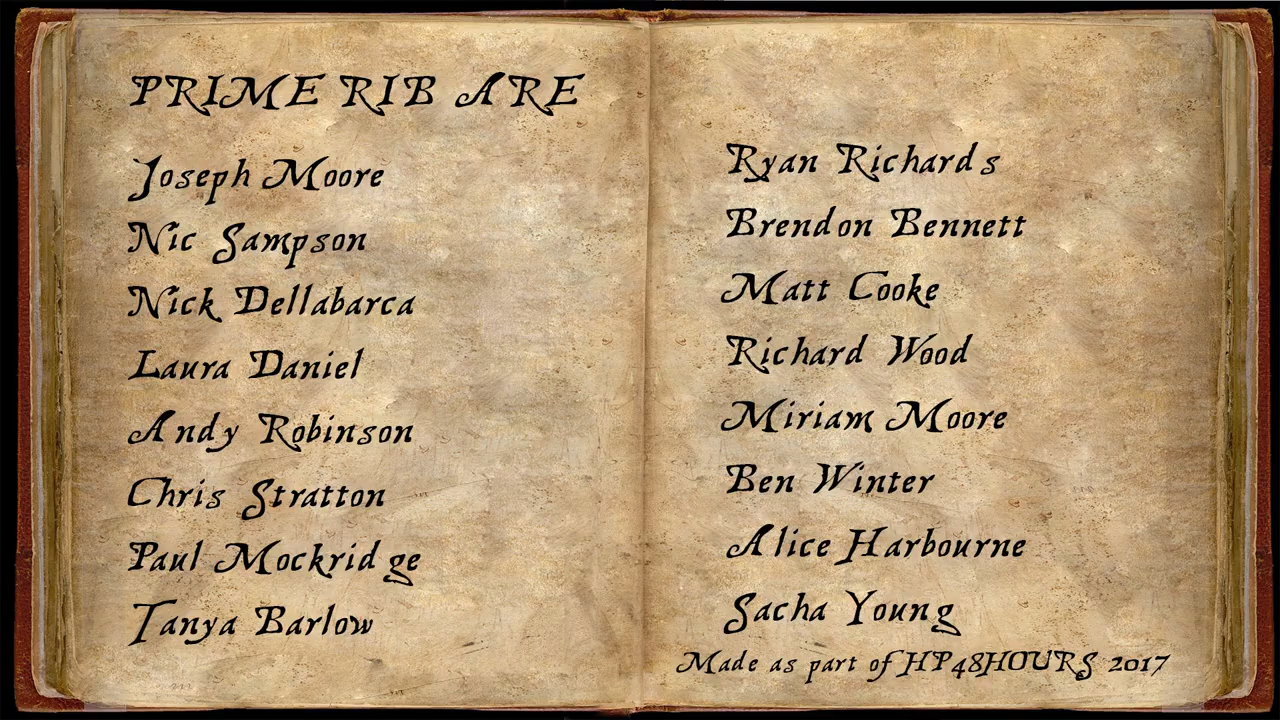 PRIME RIB ARE
Joseph Moore
Nic Sampson
Nick Dellabarca
Laura Daniel
Andy Robinson
Chris Stratton
Paul Mockridge
Tanya Barlow
Ryan Richards
Brendon Bennett
Matt Cooke
Richard Wood
Miriam Moore
Ben Winter
Alice Harbourne
Sacha Young
Made as part of HP48HOURS 2017